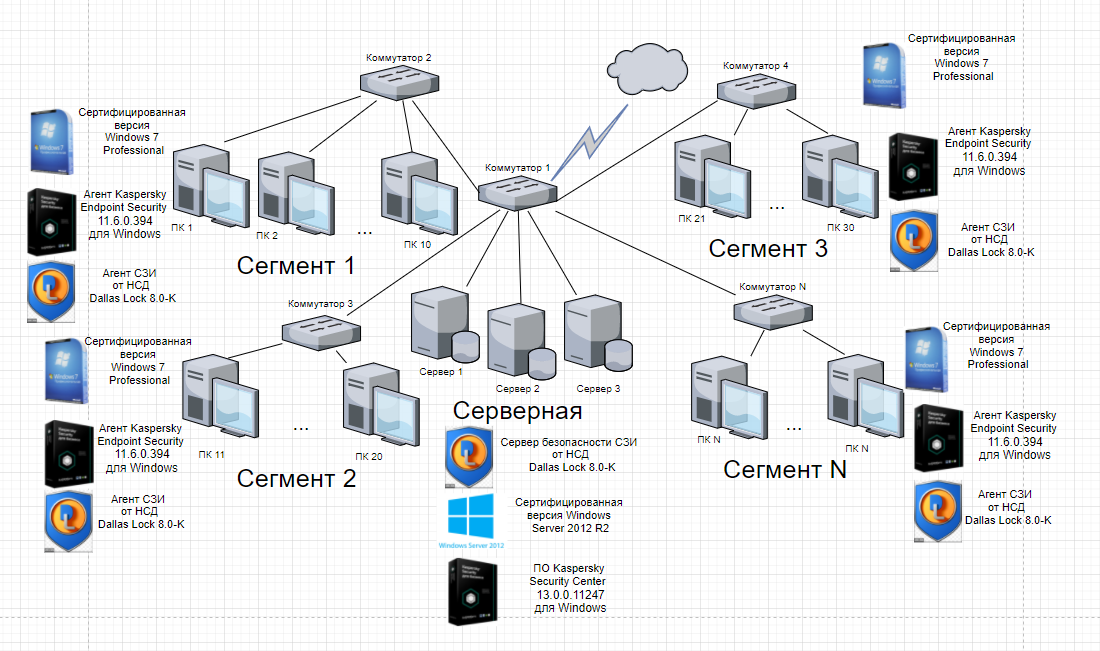 Коммутатор 2
Сертифицированная
версия
Windows 7
Professional
Агент Kaspersky
Endpoint Security
11.6.0.394
для Windows
Агент СЗИ
от НСД
Dallas Lock 8.0-K
ПК 1
ПК 2
...
ПК 10
Сегмент 1
Коммутатор 1
Коммутатор 4
Сертифицированная
версия
Windows 7
Professional
Агент Kaspersky
Endpoint Security
11.6.0.394
для Windows
Агент СЗИ
от НСД
Dallas Lock 8.0-K
ПК 21
...
ПК 30
Сегмент 3
Коммутатор 3
Сертифицированная
версия
Windows 7
Professional
Агент Kaspersky
Endpoint Security
11.6.0.394
для Windows
Агент СЗИ
от НСД
Dallas Lock 8.0-K
ПК 11
...
ПК 20
Сегмент 2
Сервер 1
Сервер 2
Сервер 3
Серверная
Сервер безопасности СЗИ
от НСД
Dallas Lock 8.0-K
Windows Server 2012
Сертифицированная
версия Windows
Server 2012 R2
ПО Kaspersky
Security Center
13.0.0.11247
для Windows
Коммутатор N
Сертифицированная
версия
Windows 7
Professional
Агент Kaspersky
Endpoint Security
11.6.0.394
для Windows
Агент СЗИ
от НСД
Dallas Lock 8.0-K
ПК N
...
ПК N
Сегмент N